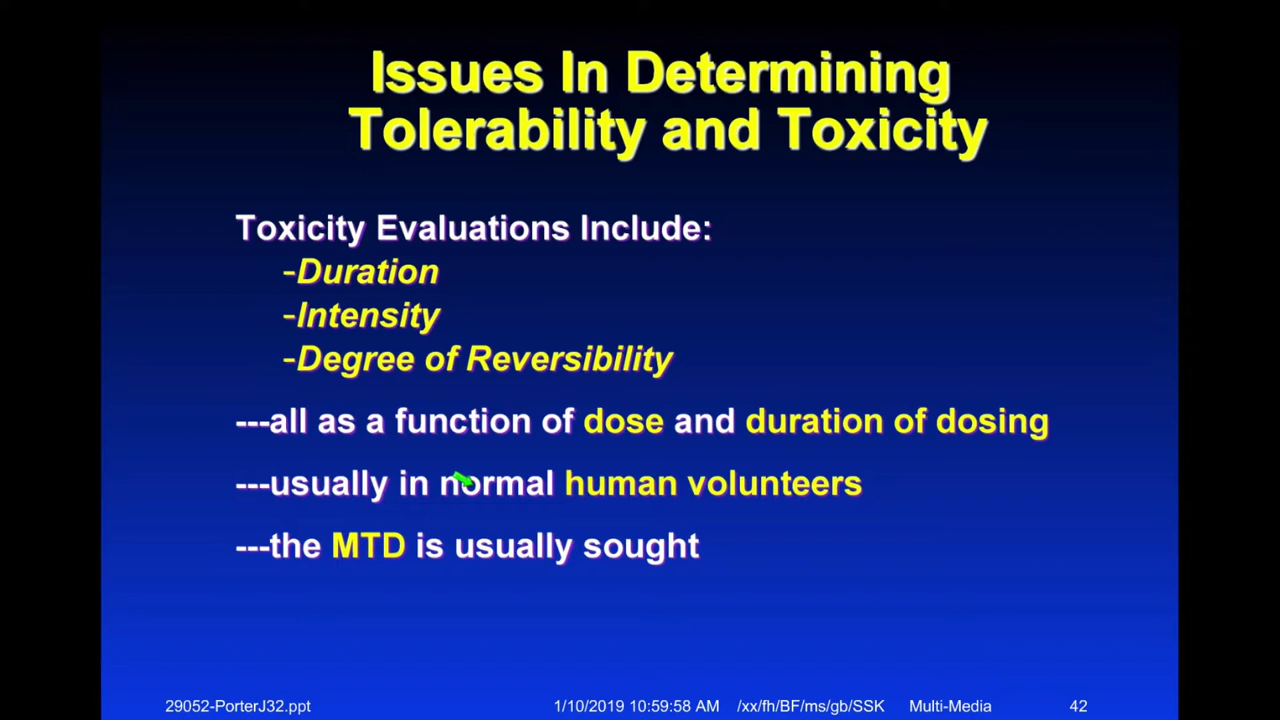 Issues In Determining
Tolerability and Toxicity
Toxicity Evaluations Include:
-Duration
-Intensity
-Degree of Reversibility
---all as a function of dose and duration of dosing
---usually in normal human volunteers
---the MTD is usually sought
29052-PorterJ32.ppt 1/10/2019 10:59:58 AM /xx/fh/BF/ms/gb/SSK Multi-Media 42